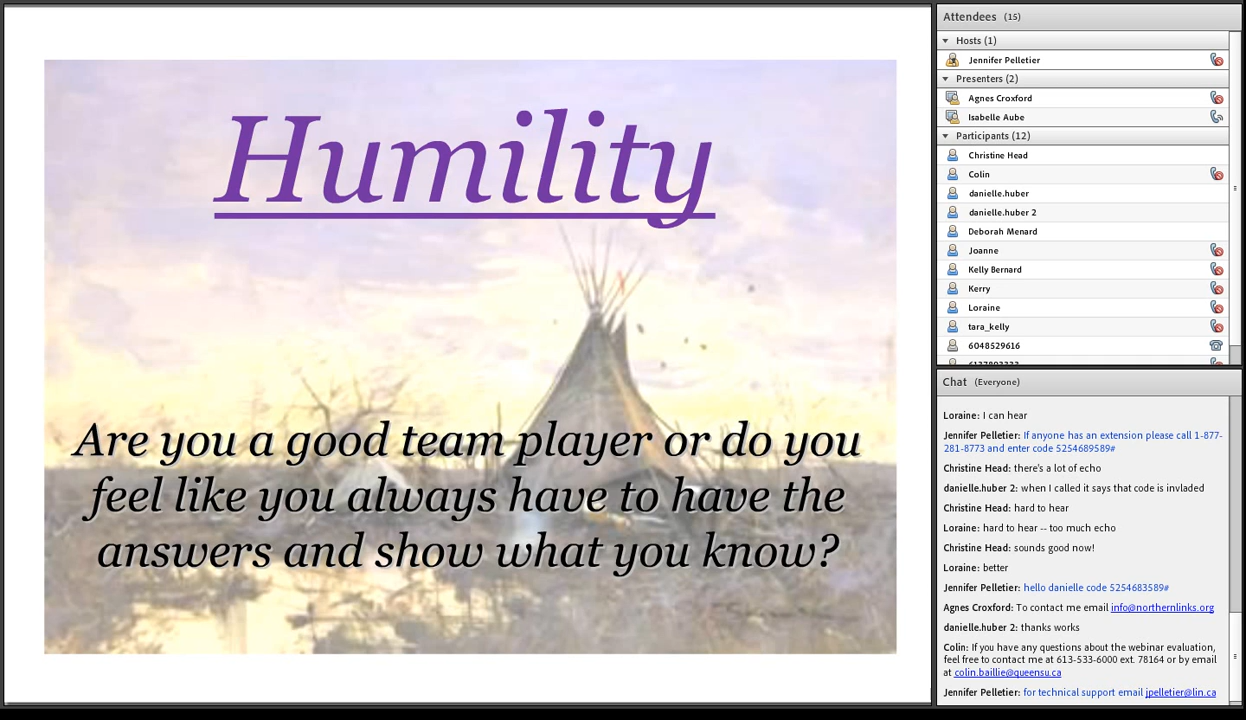 Humility
Are you a good team player or do you
feel like you always have to have the
answers and show what you know?
Attendees (15)
Hosts (1)
Jennifer Pelletier
Presenters (2)
Agnes Croxford
Isabelle Aube
Participants (12)
Christine Head
Colin
danielle.huber
danielle.huber 2
Deborah Menard
Joanne
Kelly Bernard
Kerry
Loraine
tara_kelly
6048529616
Chat (Everyone)
Loraine: I can hear
Jennifer Pelletier: If anyone has an extension please call 1-877-
281-8773 and enter code 5254689589#
Christine Head: there's a lot of echo
danielle.huber 2: when I called it says that code is invladed
Christine Head: hard to hear
Loraine: hard to hear -- too much echo
Christine Head: sounds good now!
Loraine: better
Jennifer Pelletier: hello danielle code 5254683589#
Agnes Croxford: To contact me email info@northernlinks.org
danielle.huber 2: thanks works
Colin: If you have any questions about the webinar evaluation,
feel free to contact me at 613-533-6000 ext. 78164 or by email
at colin.baillie@queensu.ca
Jennifer Pelletier: for technical support email jpelletier@lin.ca